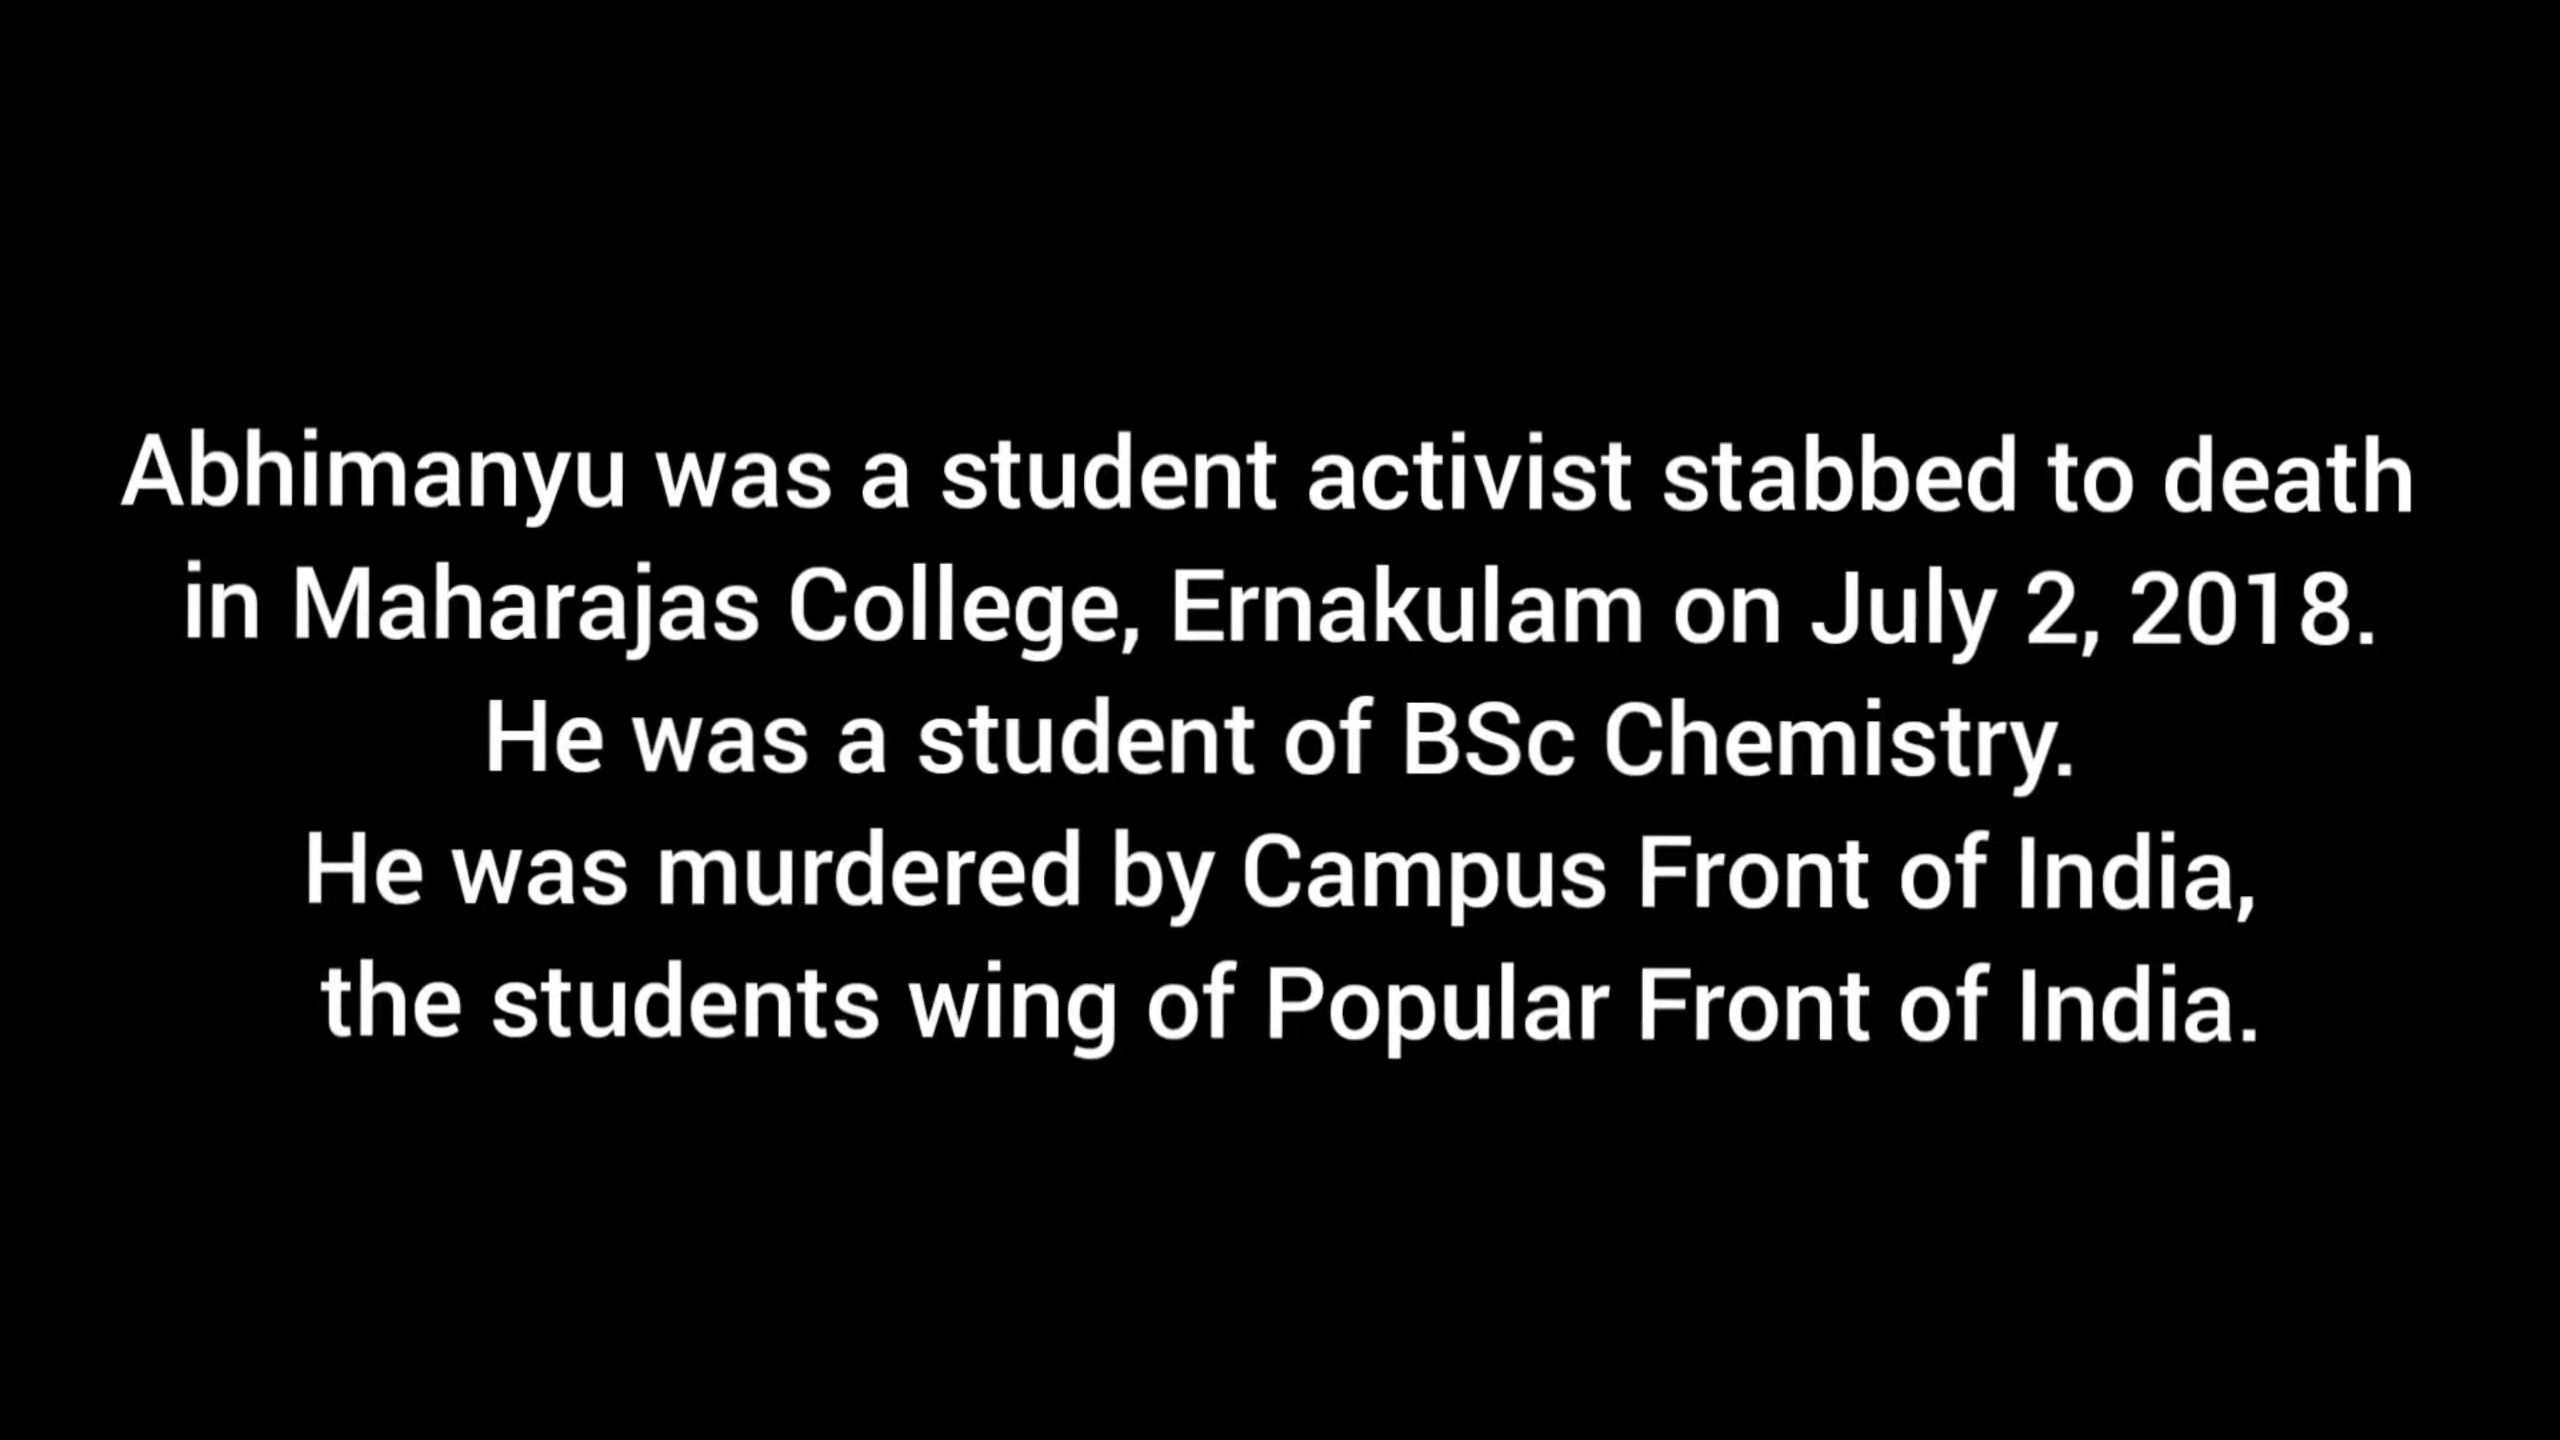 Abhimanyu was a student activist stabbed to death
in Maharajas College, Ernakulam on July 2, 2018.
He was a student of BSc Chemistry.
He was murdered by Campus Front of India,
the students wing of Popular Front of India.